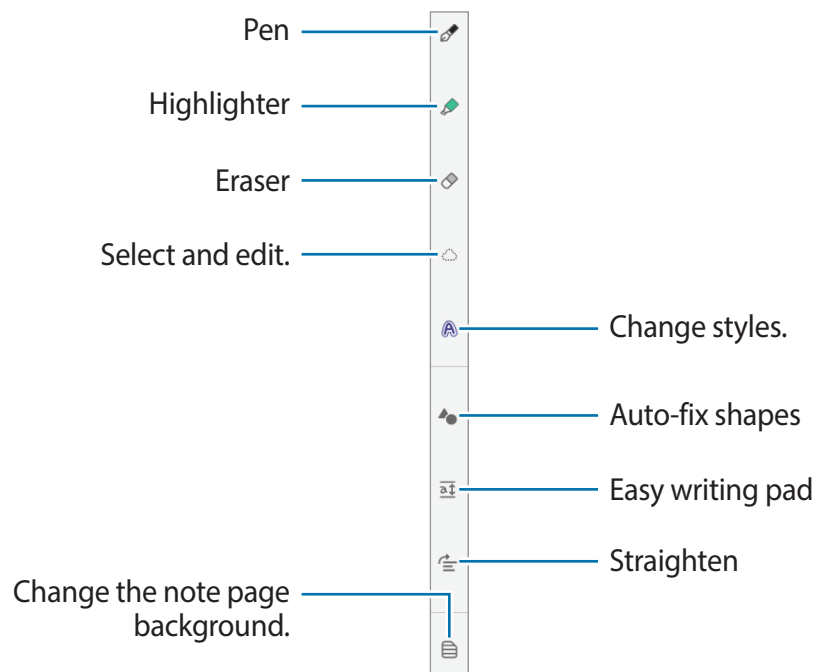 Pen
Highlighter
Eraser
Select and edit.
Change styles.
Auto-fix shapes
Easy writing pad
Straighten
Change the note page
background.